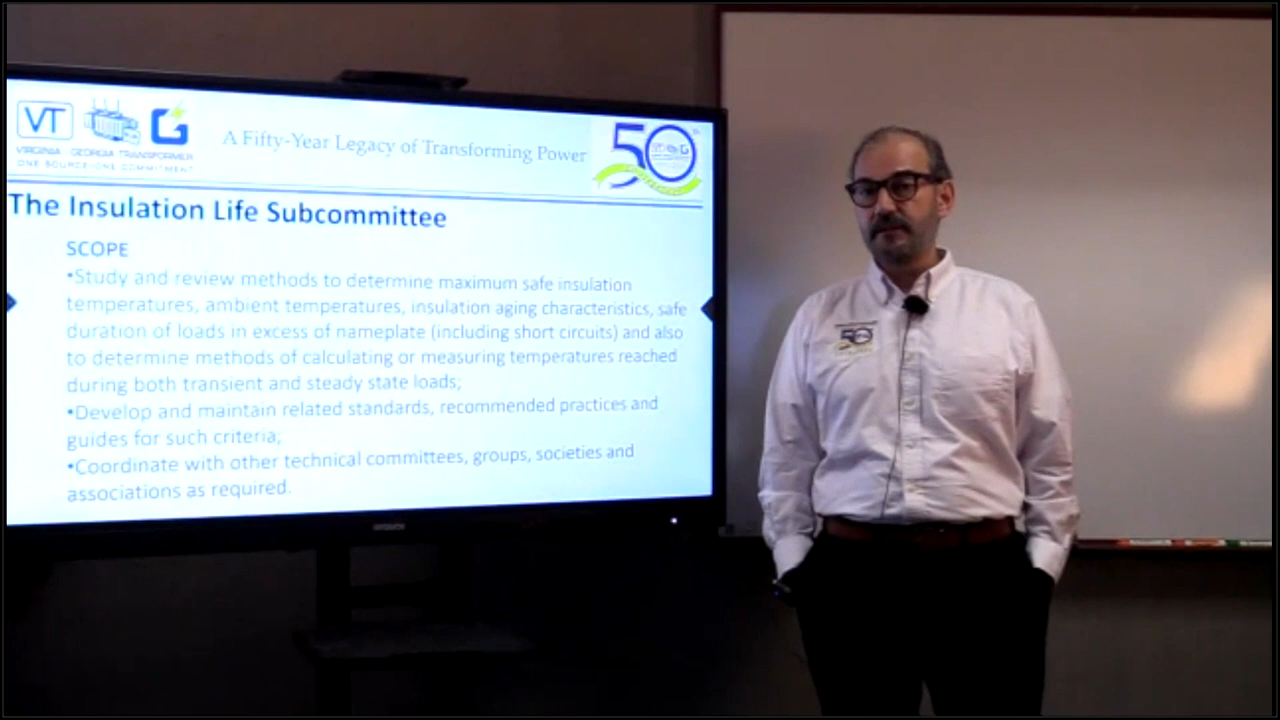 VT G
VIRGINIA - GEORGIA TRANSFORMER
ONE SOURCE-ONE COMMITMENT
A Fifty-Year Legacy of Transforming Power
50
The Insulation Life Subcommittee
SCOPE
•Study and review methods to determine maximum safe insulation
temperatures, ambient temperatures, insulation aging characteristics, safe
duration of loads in excess of nameplate (including short circuits) and also
to determine methods of calculating or measuring temperatures reached
during both transient and steady state loads;
•Develop and maintain related standards, recommended practices and
guides for such criteria;
•Coordinate with other technical committees, groups, societies and
associations as required.
50